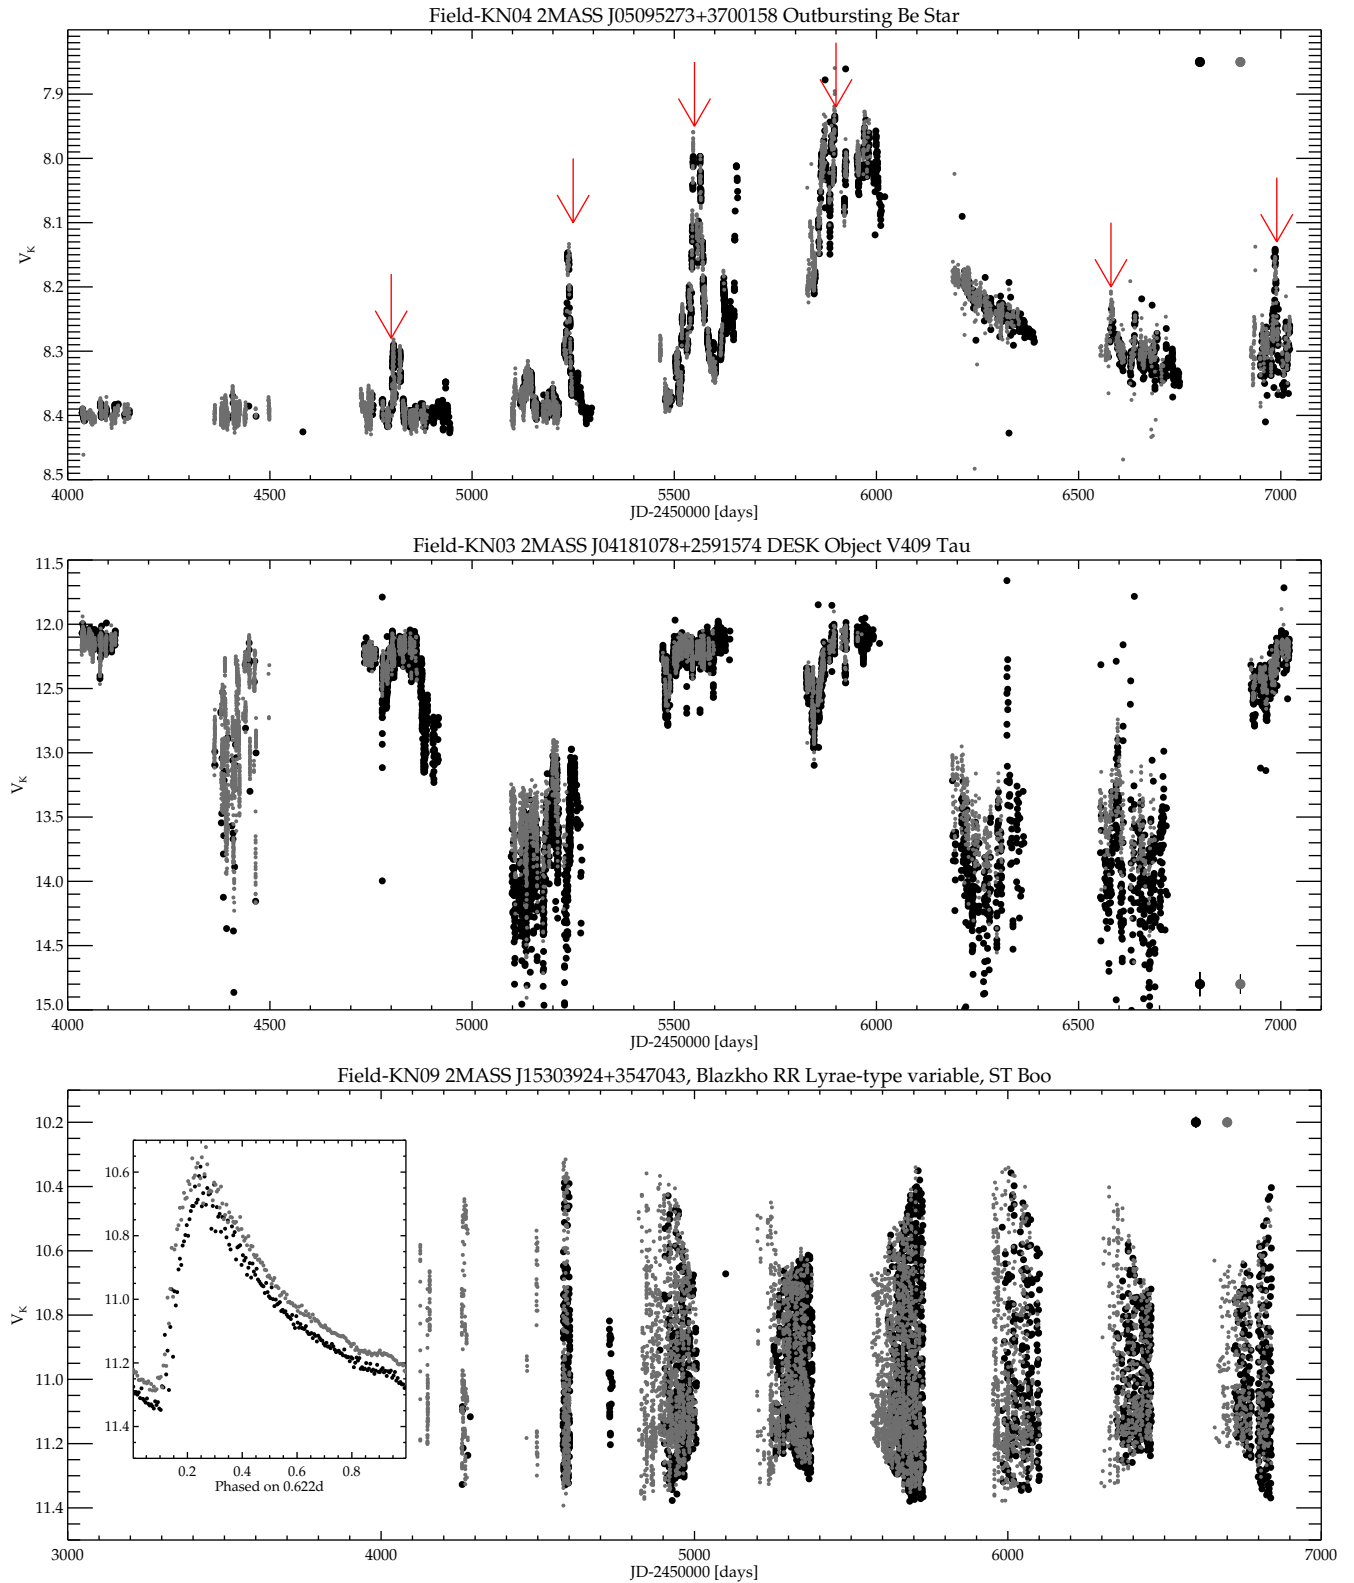 Field-KN04 2MASS J05095273+3700158 Outbursting Be Star
7.9
8.0
8.1
8.2
8.3
8.4
8.5
V_K
4000 4500 5000 5500 6000 6500 7000
JD-2450000 [days]
Field-KN03 2MASS J04181078+2591574 DESK Object V409 Tau
11.5
12.0
12.5
13.0
13.5
14.0
14.5
15.0
V_K
4000 4500 5000 5500 6000 6500 7000
JD-2450000 [days]
Field-KN09 2MASS J15303924+3547043, Blazkho RR Lyrae-type variable, ST Boo
10.2
10.4
10.6
10.8
11.0
11.2
11.4
V_K
10.6
10.8
11.0
11.2
11.4
0.2 0.4 0.6 0.8
Phased on 0.622d
3000 4000 5000 6000 7000
JD-2450000 [days]